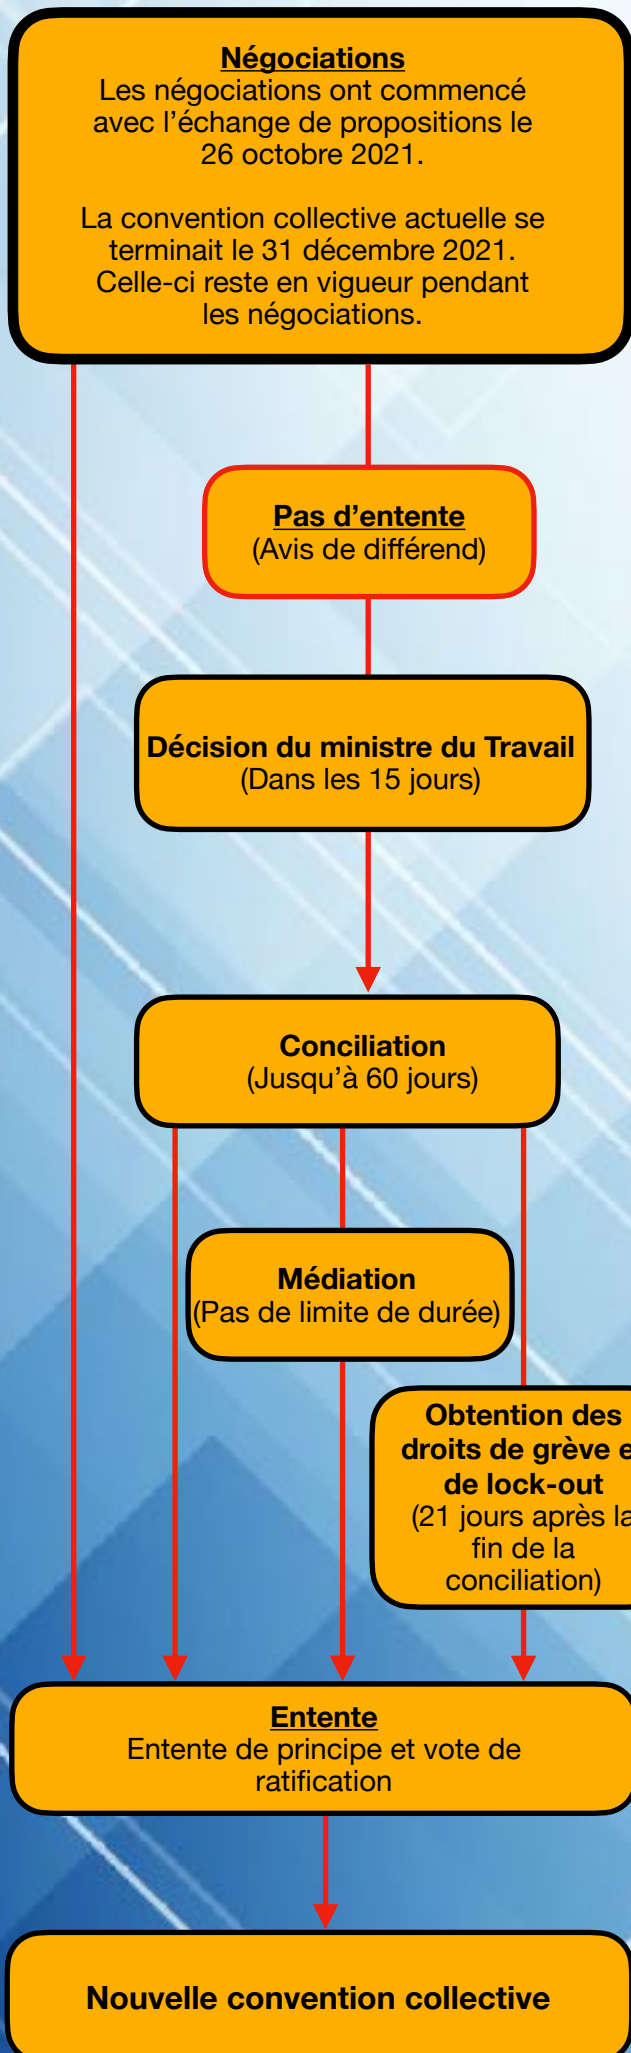 Négociations
Les négociations ont commencé
avec l’échange de propositions le
26 octobre 2021.
La convention collective actuelle se
terminait le 31 décembre 2021.
Celle-ci reste en vigueur pendant
les négociations.
Pas d’entente
(Avis de différend)
Décision du ministre du Travail
(Dans les 15 jours)
Conciliation
(Jusqu’à 60 jours)
Médiation
(Pas de limite de durée)
Obtention des
droits de grève e
de lock-out
(21 jours après la
fin de la
conciliation)
Entente
Entente de principe et vote de
ratification
Nouvelle convention collective